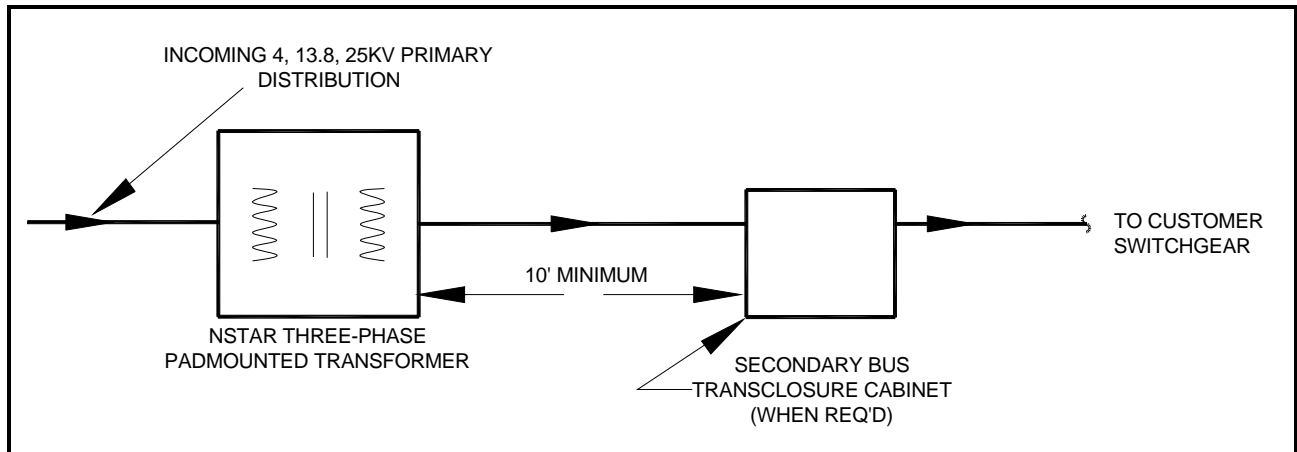 INCOMING 4, 13.8, 25KV PRIMARY
DISTRIBUTION
10' MINIMUM
TO CUSTOMER
SWITCHGEAR
NSTAR THREE-PHASE
PADMOUNTED TRANSFORMER
SECONDARY BUS
TRANSCLOSURE CABINET
(WHEN REQ'D)